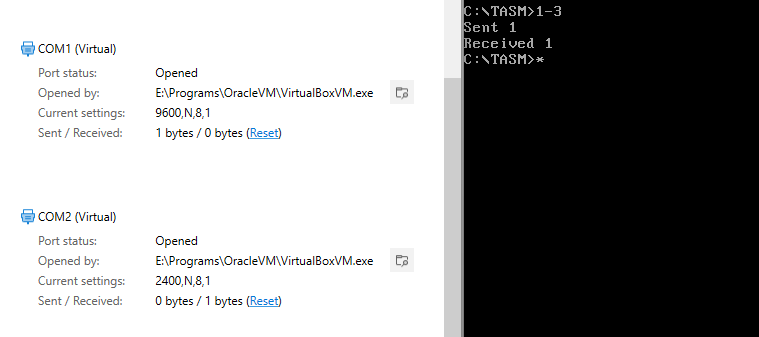 COM1 (Virtual)
Port status: Opened
Opened by: E:\Programs\OracleVM\VirtualBoxVM.exe
Current settings: 9600,N,8,1
Sent / Received: 1 bytes / 0 bytes (Reset)
COM2 (Virtual)
Port status: Opened
Opened by: E:\Programs\OracleVM\VirtualBoxVM.exe
Current settings: 2400,N,8,1
Sent / Received: 0 bytes / 1 bytes (Reset)
C:\TASM>1-3
Sent 1
Received 1
C:\TASM>*